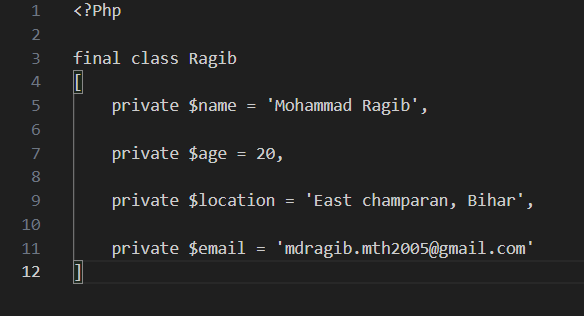 1 <?Php
2
3 final class Ragib
4 [
5 private $name = 'Mohammad Ragib',
6
7 private $age = 20,
8
9 private $location = 'East champaran, Bihar',
10
11 private $email = 'mdragib.mth2005@gmail.com'
12 ]